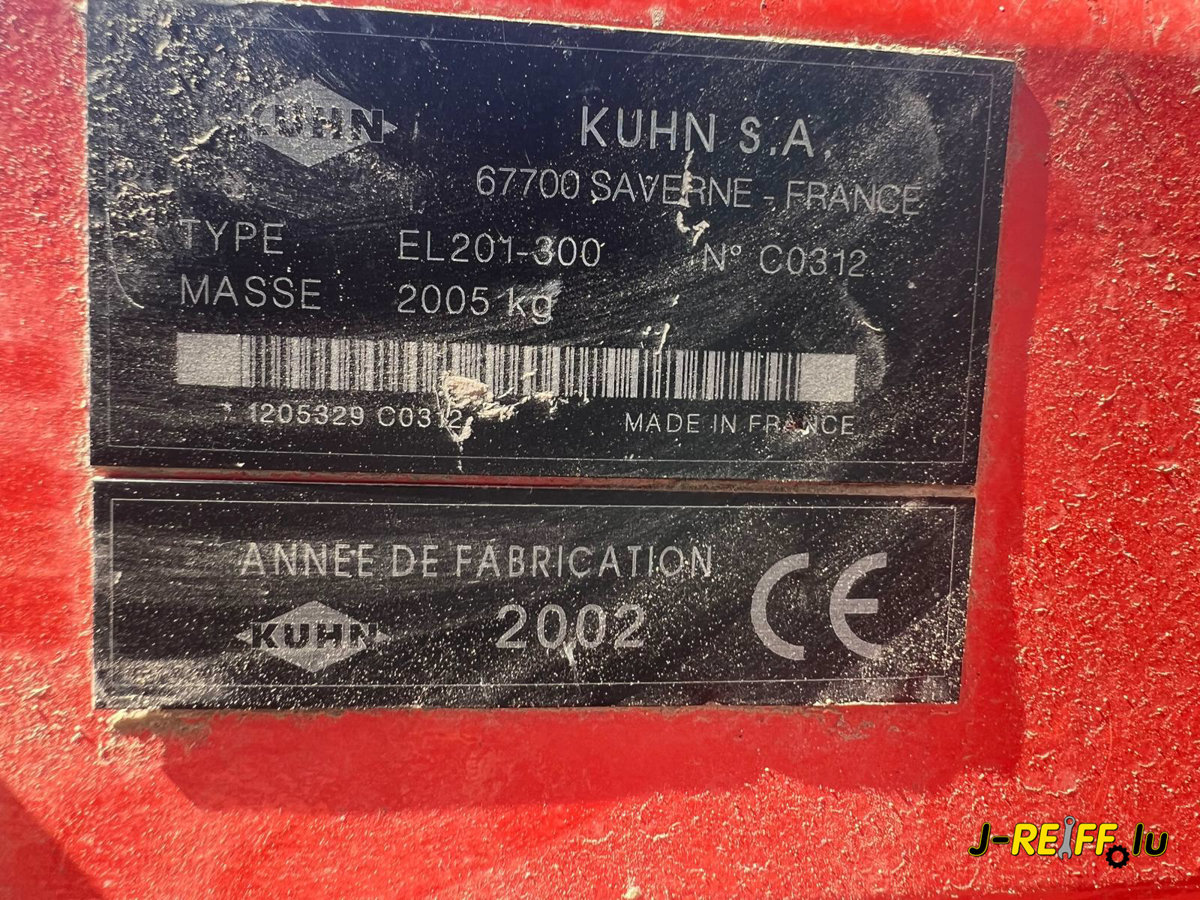 KUHN
KUHN S.A.
67700 SAVERNE - FRANCE
TYPE EL201-300 N° C0312
MASSE 2005 kg
* 1205329 C0312 MADE IN FRANCE
ANNEE DE FABRICATION
KUHN 2002 CE
J-REIFF.lu